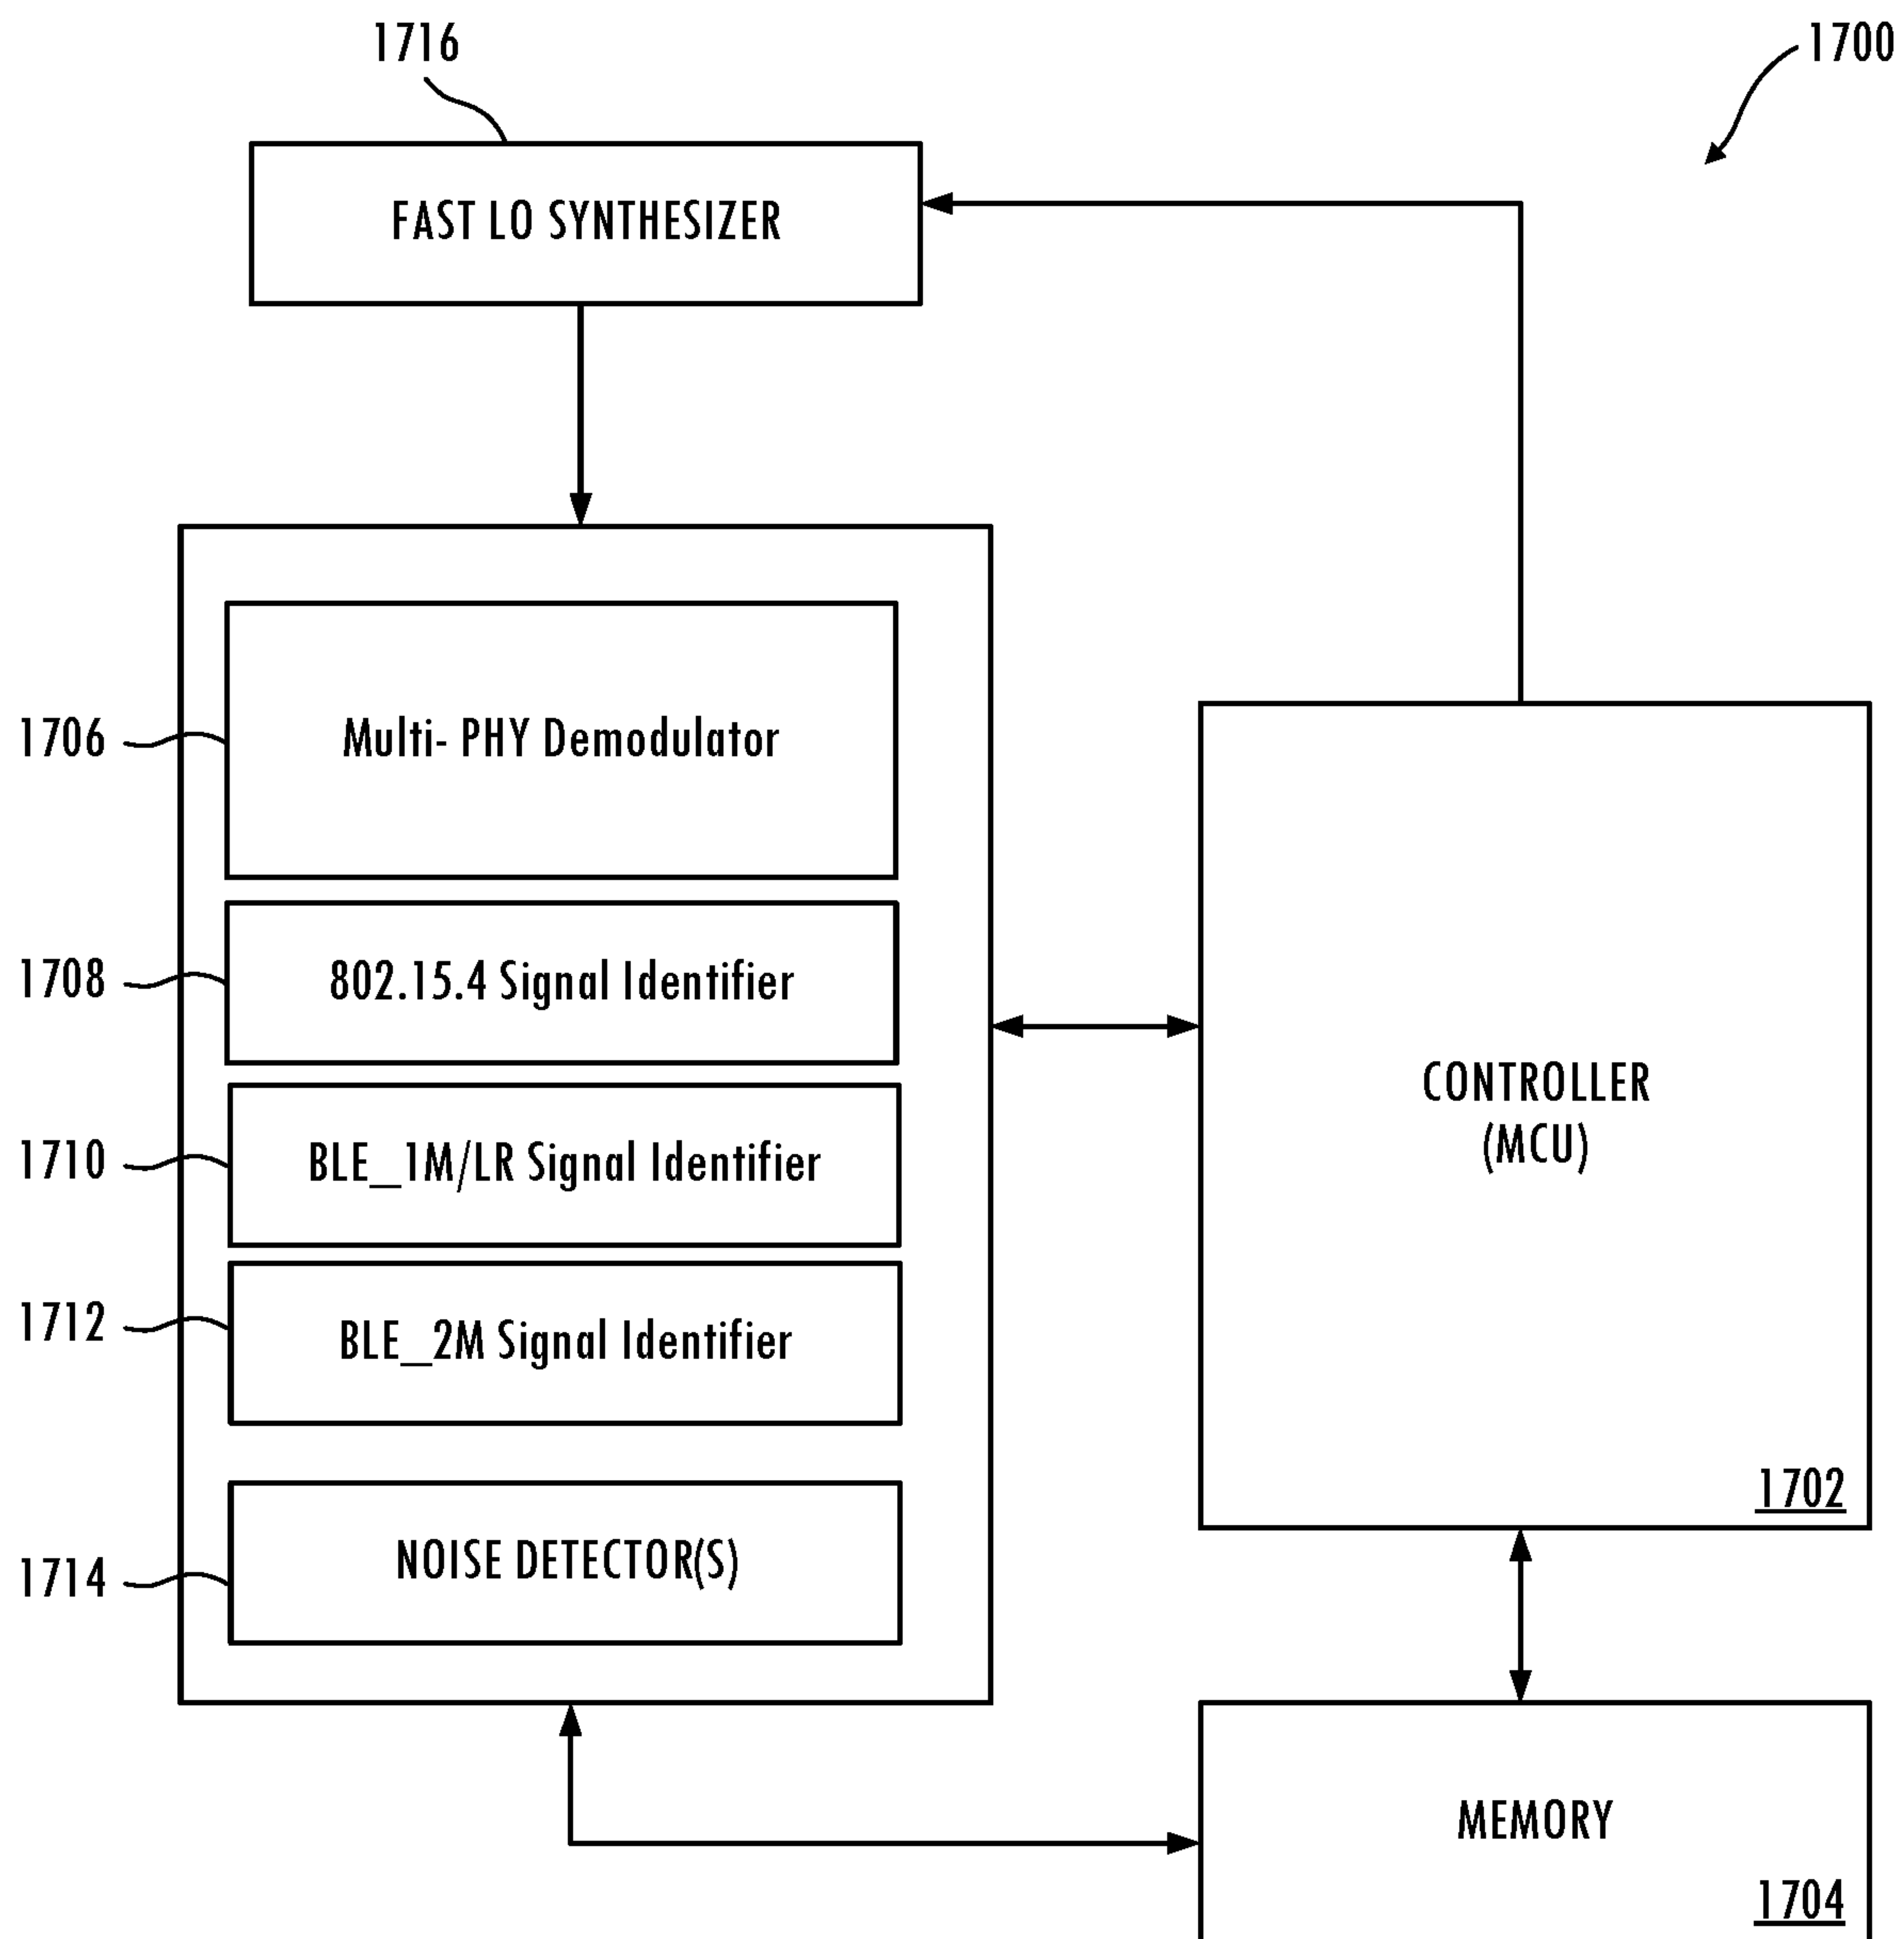 1716
1700
FAST LO SYNTHESIZER
1706
Multi- PHY Demodulator
1708
802.15.4 Signal Identifier
1710
BLE_1M/LR Signal Identifier
1712
BLE_2M Signal Identifier
1714
NOISE DETECTOR(S)
CONTROLLER
(MCU)
1702
MEMORY
1704